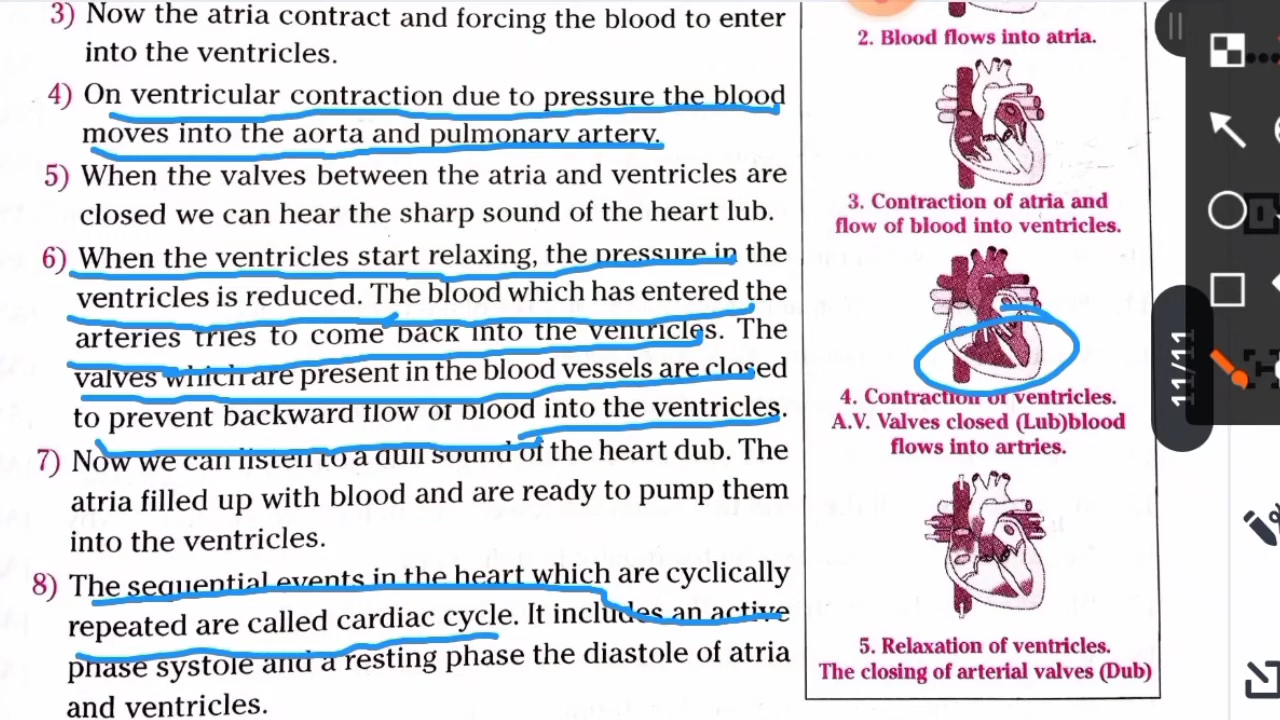 3) Now the atria contract and forcing the blood to enter
into the ventricles.
4) On ventricular contraction due to pressure the blood
moves into the aorta and pulmonary artery.
5) When the valves between the atria and ventricles are
closed we can hear the sharp sound of the heart lub.
6) When the ventricles start relaxing, the pressure in the
ventricles is reduced. The blood which has entered the
arteries tries to come back into the ventricles. The
valves which are present in the blood vessels are closed
to prevent backward flow of blood into the ventricles.
7) Now we can listen to a dull sound of the heart dub. The
atria filled up with blood and are ready to pump them
into the ventricles.
8) The sequential events in the heart which are cyclically
repeated are called cardiac cycle. It includes an active
phase systole and a resting phase the diastole of atria
and ventricles.
2. Blood flows into atria.
3. Contraction of atria and
flow of blood into ventricles.
4. Contraction of ventricles.
A.V. Valves closed (Lub)blood
flows into artries.
5. Relaxation of ventricles.
The closing of arterial valves (Dub)
11/11